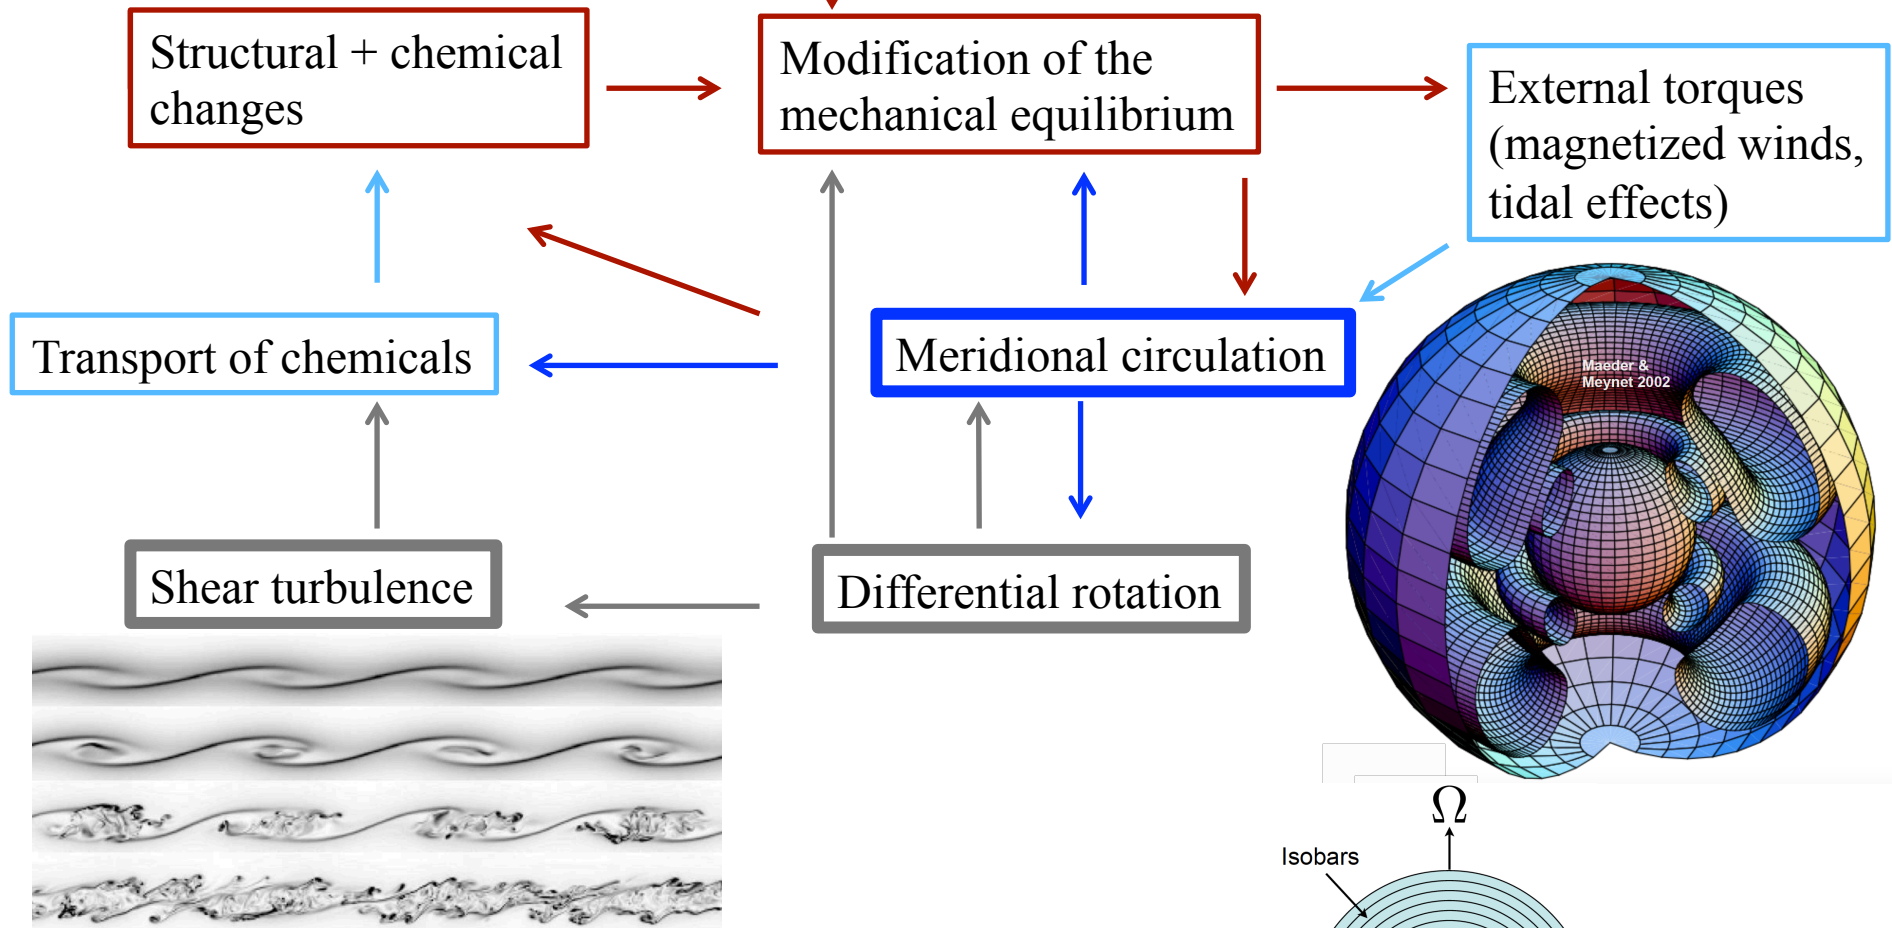 Structural + chemical
changes
Modification of the
mechanical equilibrium
External torques
(magnetized winds,
tidal effects)
Transport of chemicals
Meridional circulation
Maeder &
Meynet 2002
Shear turbulence
Differential rotation
Ω
Isobars